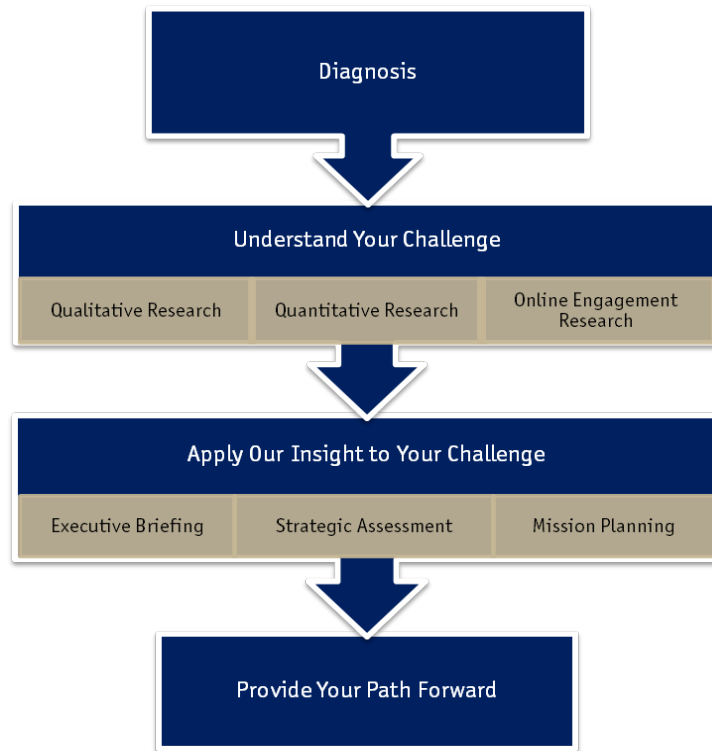 Diagnosis
Understand Your Challenge
Qualitative Research
Quantitative Research
Online Engagement
Research
Apply Our Insight to Your Challenge
Executive Briefing
Strategic Assessment
Mission Planning
Provide Your Path Forward